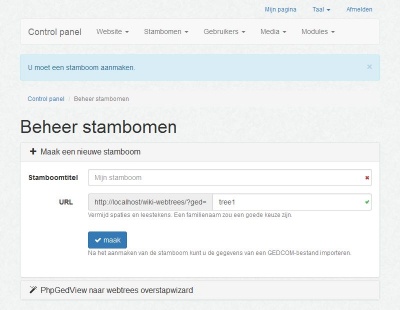 Mijn pagina Taal Afmelden
Control panel Website Stambomen Gebruikers Media Modules
U moet een stamboom aanmaken. ×
Control panel / Beheer stambomen
Beheer stambomen
Maak een nieuwe stamboom
Stamboomtitel Mijn stamboom
URL http://localhost/wiki-webtrees/?ged= tree1
Vermijd spaties en leestekens. Een familienaam zou een goede keuze zijn.
maak
Na het aanmaken van de stamboom kunt u de gegevens van een GEDCOM-bestand importeren.
PhpGedView naar webtrees overstapwizard